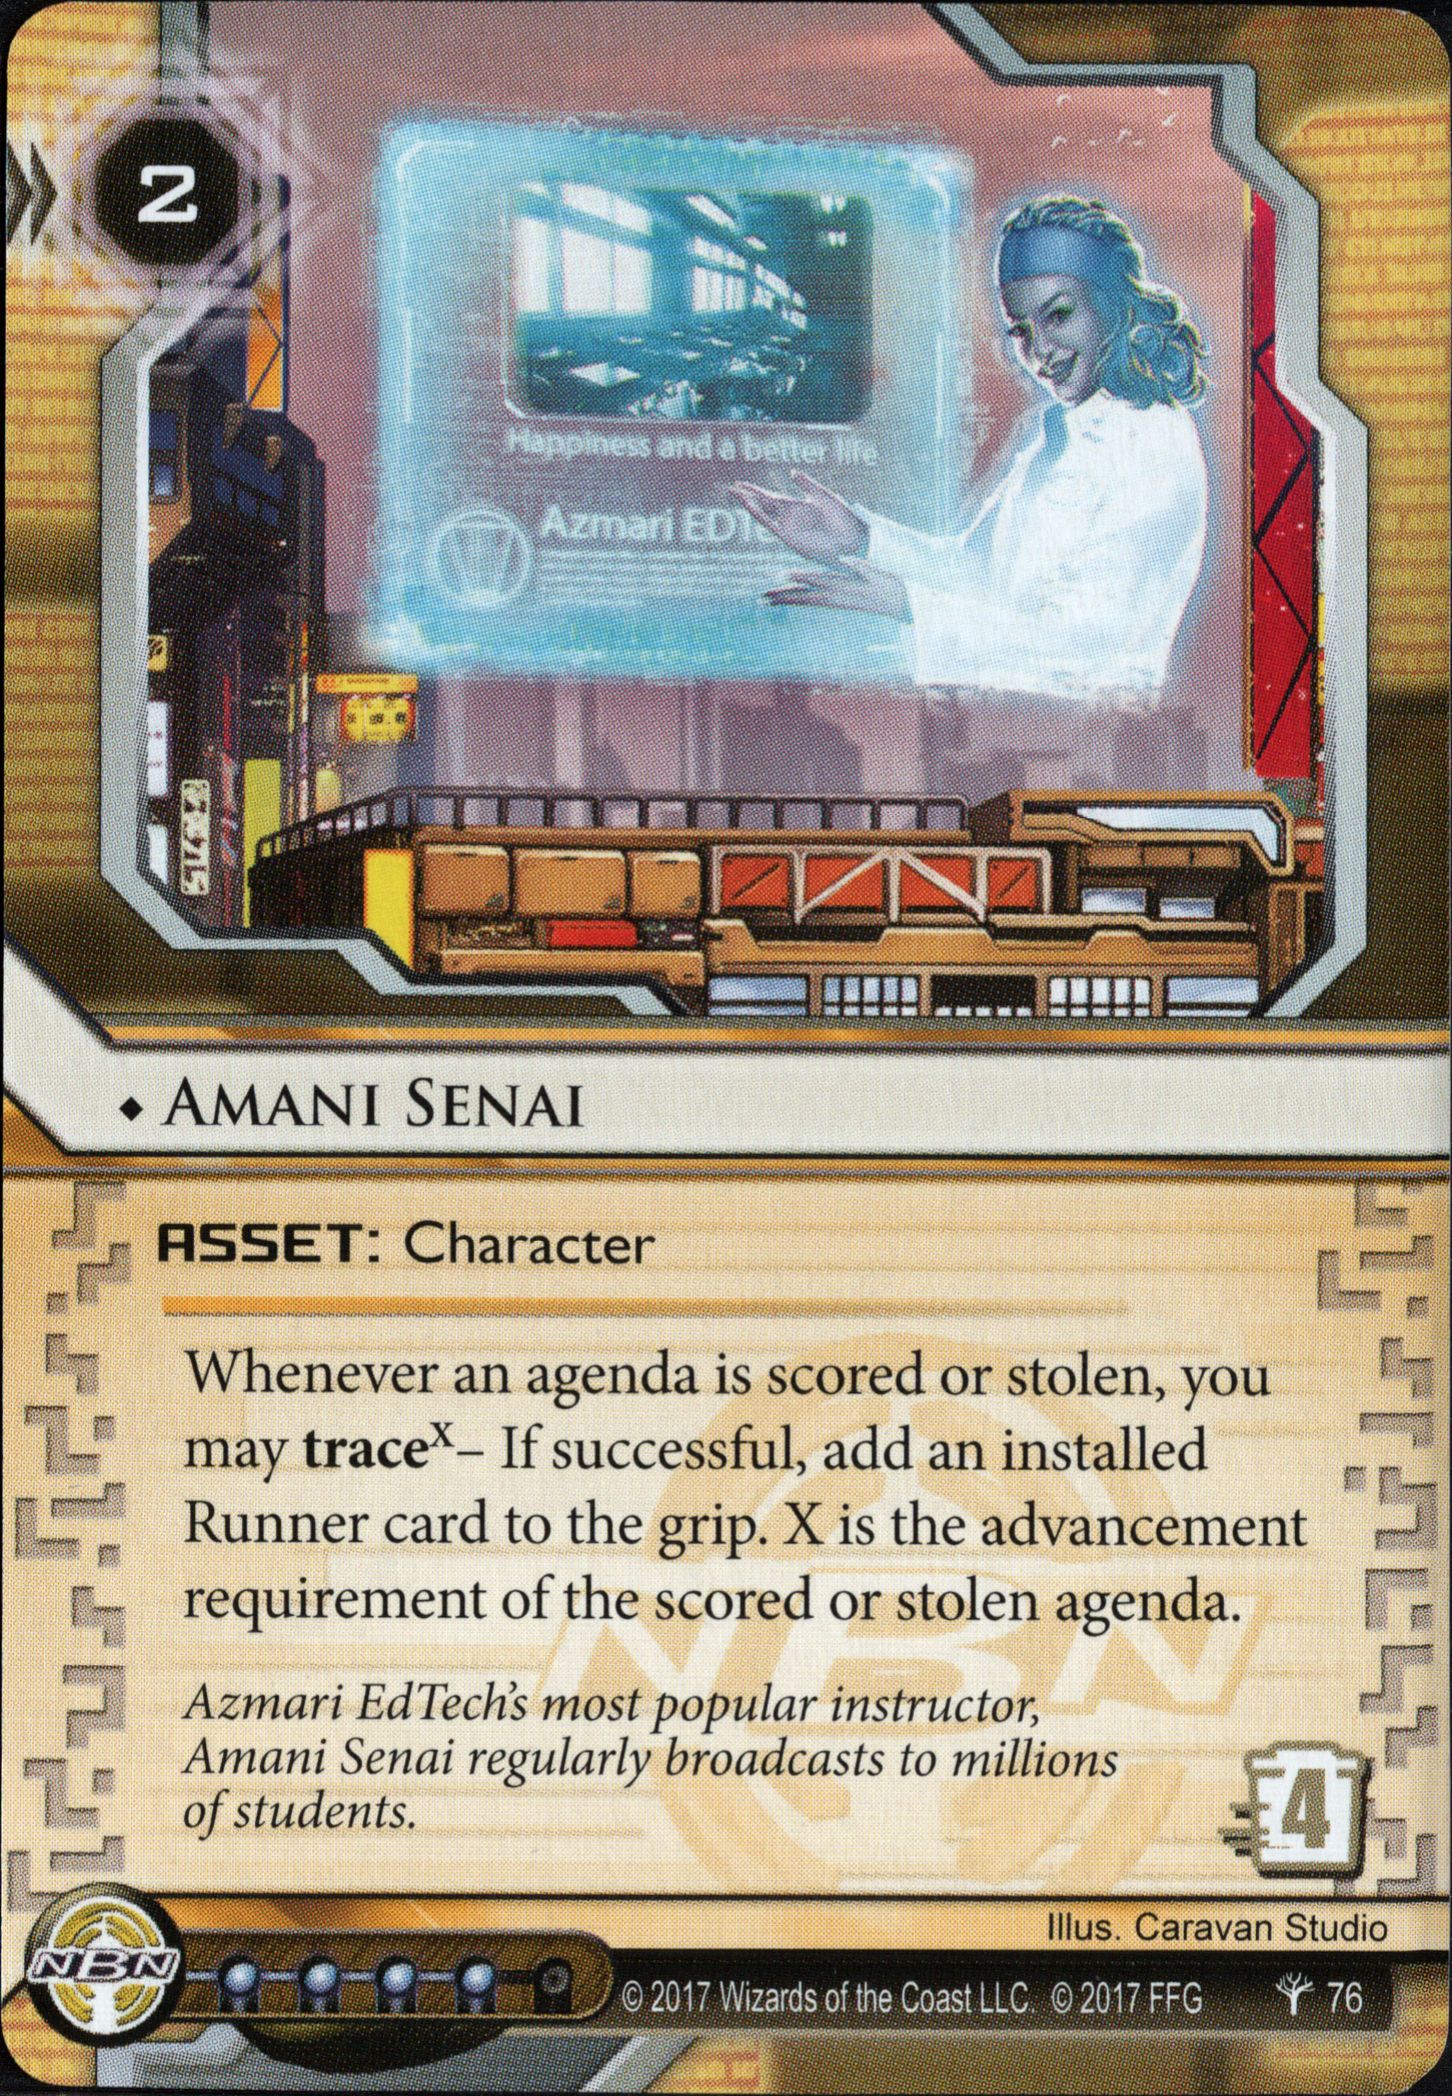 2
Happiness and a better life
Azmari
◆ AMANI SENAI
ASSET: Character
Whenever an agenda is scored or stolen, you
may traceX– If successful, add an installed
Runner card to the grip. X is the advancement
requirement of the scored or stolen agenda.
Azmari EdTech's most popular instructor,
Amani Senai regularly broadcasts to millions
of students.
4
Illus. Caravan Studio
NBN
© 2017 Wizards of the Coast LLC © 2017 FFG 76